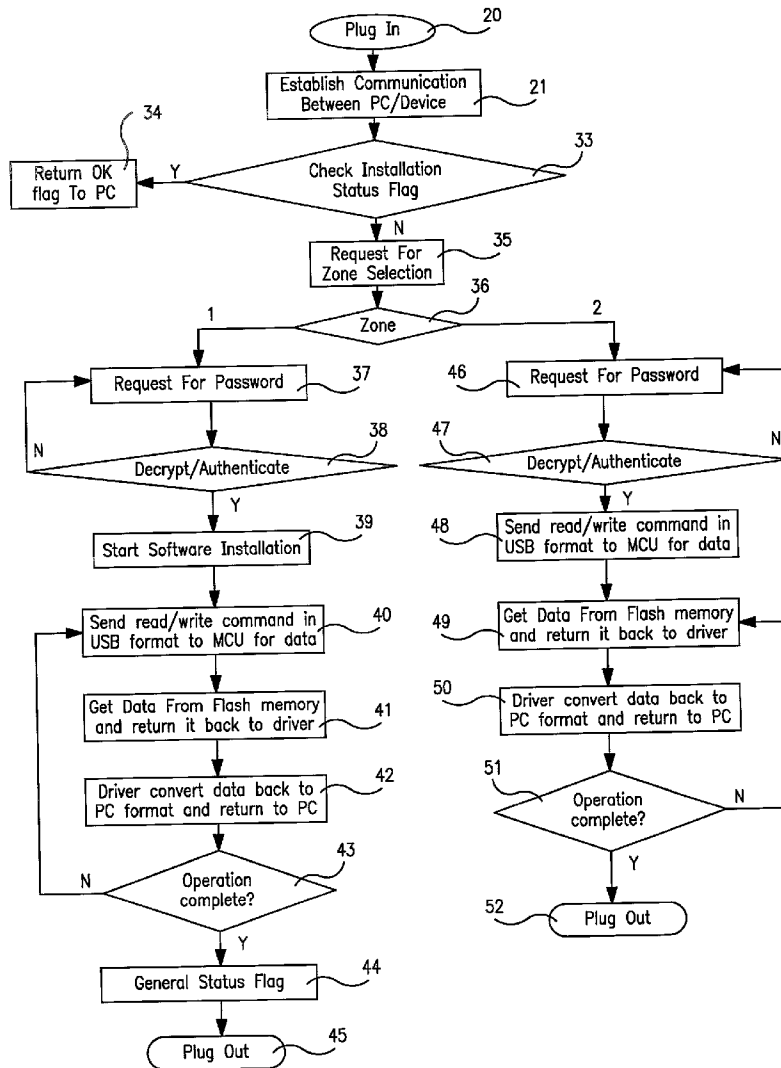 Plug In
20
Establish Communication
Between PC/Device
21
34
Return OK
flag To PC
Y
Check Installation
Status Flag
33
N
Request For
Zone Selection
35
Zone
36
1
2
Request For Password
37
N
Decrypt/Authenticate
38
Y
Start Software Installation
39
Send read/write command in
USB format to MCU for data
40
Get Data From Flash memory
and return it back to driver
41
Driver convert data back to
PC format and return to PC
42
Operation
complete?
43
N
Y
General Status Flag
44
Plug Out
45
46
Request For Password
47
N
Decrypt/Authenticate
Y
48
Send read/write command in
USB format to MCU for data
49
Get Data From Flash memory
and return it back to driver
50
Driver convert data back to
PC format and return to PC
51
Operation
complete?
N
Y
52
Plug Out